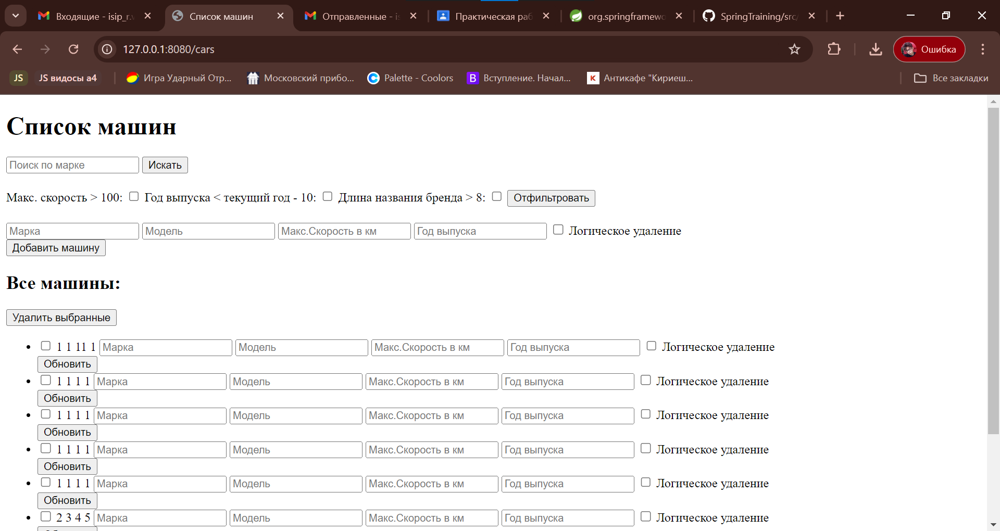 Входящие - isip_r.
Список машин
Отправленные - is
Практическая раб
org.springframewo
SpringTraining/src/
127.0.0.1:8080/cars
Ошибка
JS
JS видосы а4
Игра Ударный Отр...
Московский прибо...
Palette - Coolors
B
Вступление. Начал...
K
Антикафе "Кириеш...
Все закладки
Список машин
Поиск по марке Искать
Макс. скорость > 100: Год выпуска < текущий год - 10: Длина названия бренда > 8: Отфильтровать
Марка Модель Макс.Скорость в км Год выпуска Логическое удаление
Добавить машину
Все машины:
Удалить выбранные
1 1 11 1 Марка Модель Макс.Скорость в км Год выпуска Логическое удаление
Обновить
1 1 1 1 Марка Модель Макс.Скорость в км Год выпуска Логическое удаление
Обновить
1 1 1 1 Марка Модель Макс.Скорость в км Год выпуска Логическое удаление
Обновить
1 1 1 1 Марка Модель Макс.Скорость в км Год выпуска Логическое удаление
Обновить
1 1 1 1 Марка Модель Макс.Скорость в км Год выпуска Логическое удаление
Обновить
2 3 4 5 Марка Модель Макс.Скорость в км Год выпуска Логическое удаление